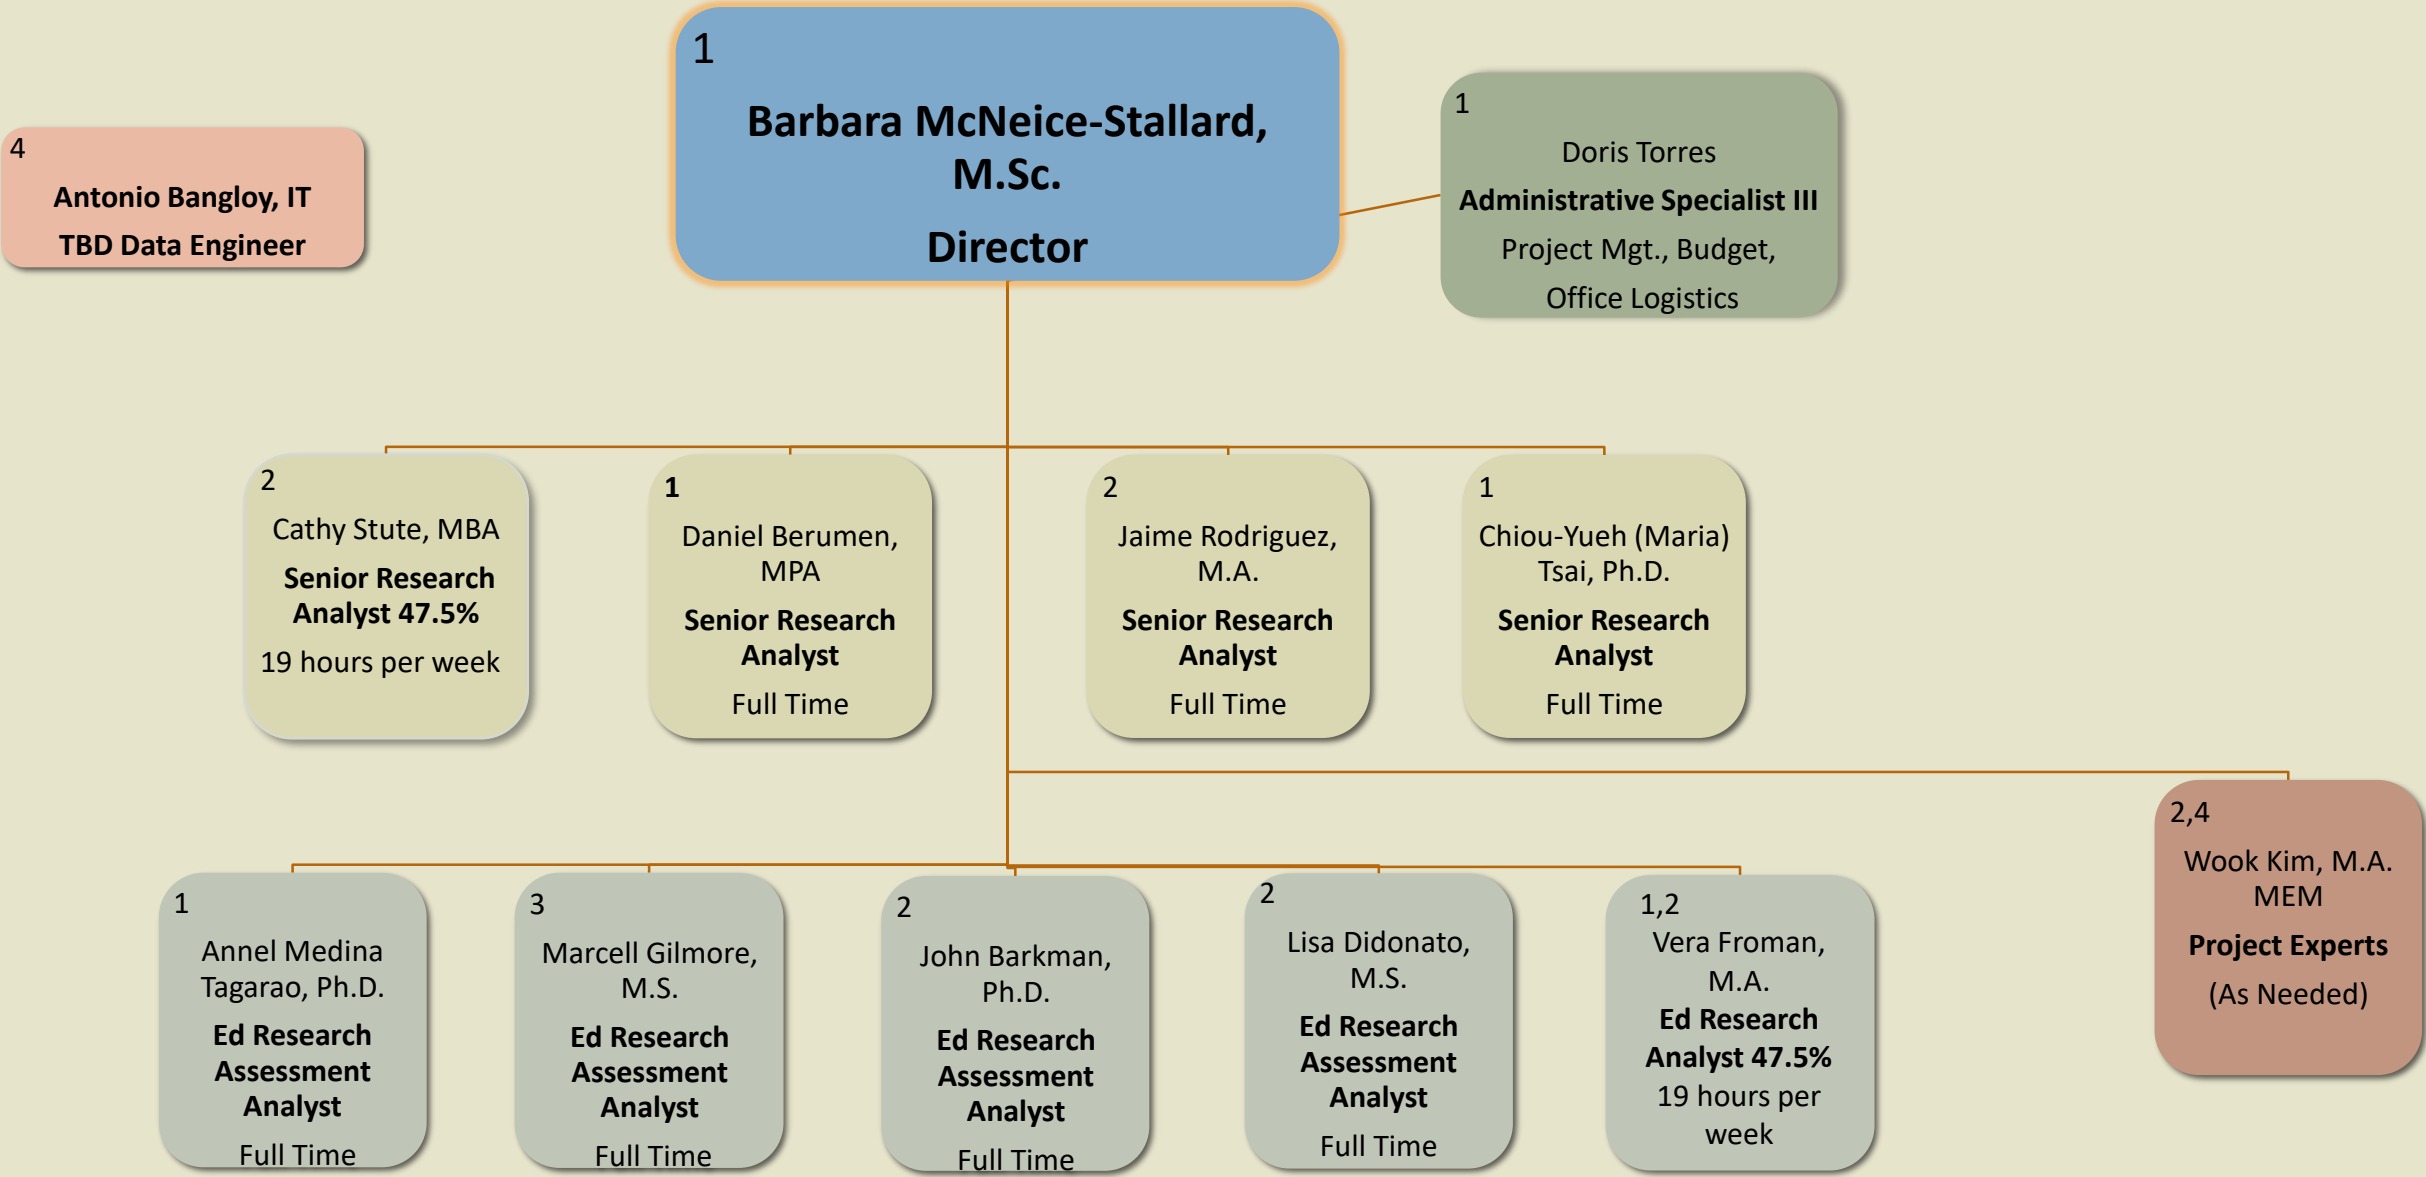 1
Barbara McNeice-Stallard,
M.Sc.
Director
1
Doris Torres
Administrative Specialist III
Project Mgt., Budget,
Office Logistics
4
Antonio Bangloy, IT
TBD Data Engineer
2
Cathy Stute, MBA
Senior Research
Analyst 47.5%
19 hours per week
1
Daniel Berumen,
MPA
Senior Research
Analyst
Full Time
2
Jaime Rodriguez,
M.A.
Senior Research
Analyst
Full Time
1
Chiou-Yueh (Maria)
Tsai, Ph.D.
Senior Research
Analyst
Full Time
2,4
Wook Kim, M.A.
MEM
Project Experts
(As Needed)
1
Annel Medina
Tagarao, Ph.D.
Ed Research
Assessment
Analyst
Full Time
3
Marcell Gilmore,
M.S.
Ed Research
Assessment
Analyst
Full Time
2
John Barkman,
Ph.D.
Ed Research
Assessment
Analyst
Full Time
2
Lisa Didonato,
M.S.
Ed Research
Assessment
Analyst
Full Time
1,2
Vera Froman,
M.A.
Ed Research
Analyst 47.5%
19 hours per
week